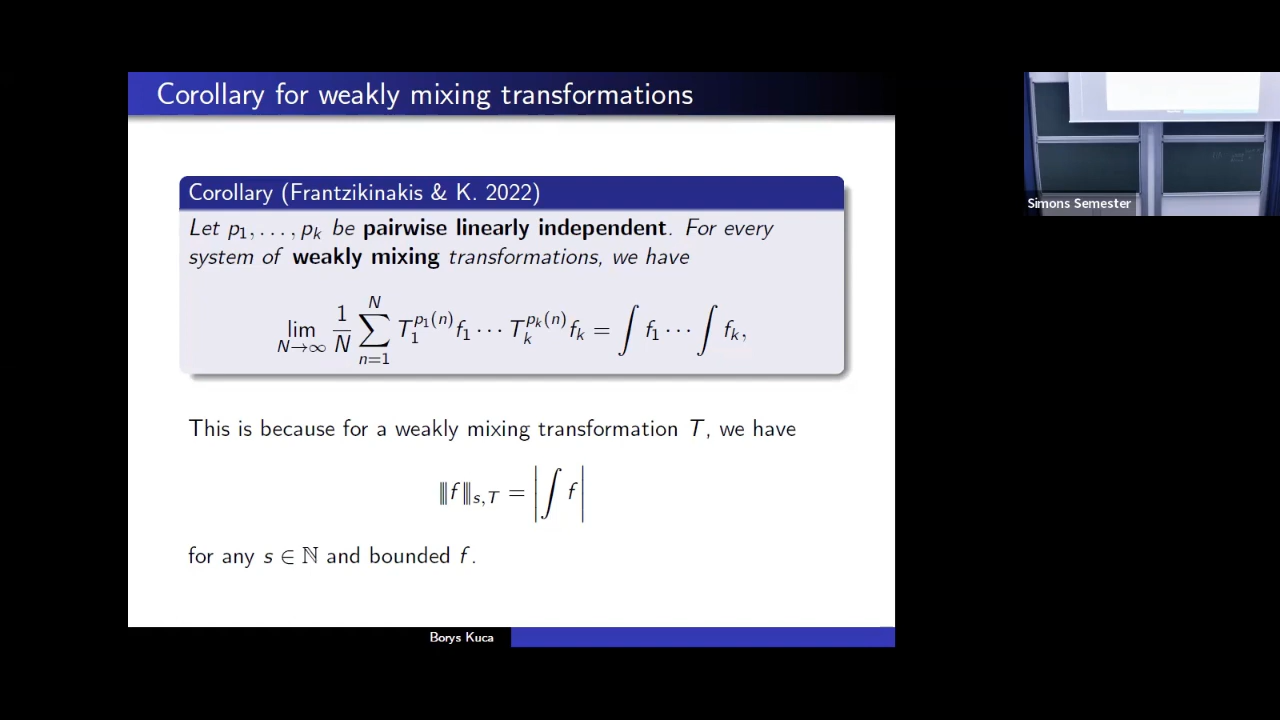 Corollary for weakly mixing transformations
Corollary (Frantzikinakis & K. 2022)
Let p₁, . . . , pₖ be pairwise linearly independent. For every
system of weakly mixing transformations, we have
lim_{N→∞} 1/N ∑_{n=1}^{N} T₁^{p₁(n)} f₁ ··· Tₖ^{pₖ(n)} fₖ = ∫ f₁ ··· ∫ fₖ,
This is because for a weakly mixing transformation T, we have
⦀f⦀_{s,T} = |∫ f|
for any s ∈ ℕ and bounded f.
Borys Kuca
Simons Semester